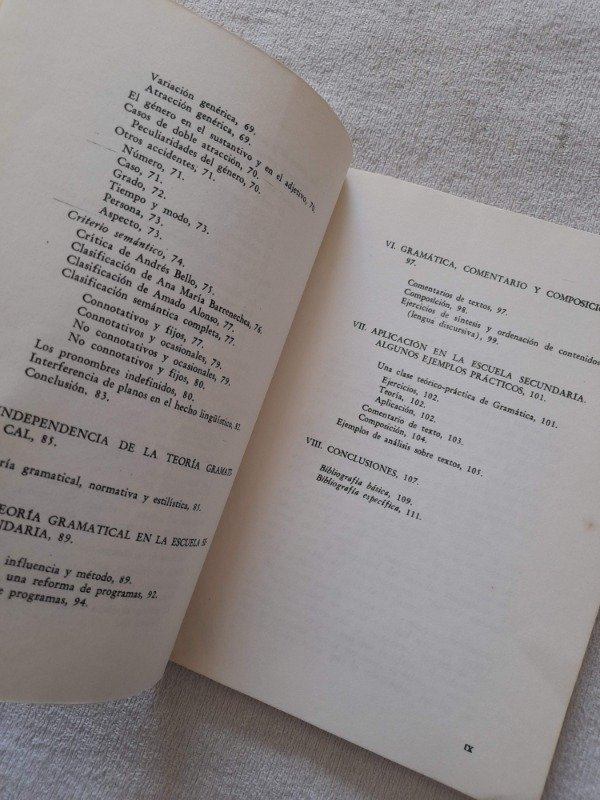 Variación genérica, 69.
Atracción genérica, 69.
El género en el sustantivo y en el adjetivo, 70.
Casos de doble atracción, 70.
Peculiaridades del género, 70.
Otros accidentes, 71.
Número, 71.
Caso, 71.
Grado, 72.
Tiempo y modo, 73.
Persona, 73.
Aspecto, 73.
Criterio semántico, 74.
Crítica de Andrés Bello, 75.
Clasificación de Ana María Barrenechea, 76.
Clasificación de Amado Alonso, 77.
Clasificación semántica completa, 77.
Connotativos y fijos, 77.
Connotativos y ocasionales, 79.
No connotativos y ocasionales, 79.
No connotativos y fijos, 80.
Los pronombres indefinidos, 80.
Interferencia de planos en el hecho lingüístico, 82.
Conclusión, 83.
INDEPENDENCIA DE LA TEORÍA GRAMATI-
CAL, 85.
ría gramatical, normativa y estilística, 85.
EORÍA GRAMATICAL EN LA ESCUELA SE-
NDARIA, 89.
influencia y método, 89.
una reforma de programas, 92.
e programas, 94.
VI. GRAMÁTICA, COMENTARIO Y COMPOSICIÓ
97.
Comentarios de textos, 97.
Composición, 98.
Ejercicios de síntesis y ordenación de contenidos
(lengua discursiva), 99.
VII. APLICACIÓN EN LA ESCUELA SECUNDARIA.
ALGUNOS EJEMPLOS PRÁCTICOS, 101.
Una clase teórico-práctica de Gramática, 101.
Ejercicios, 102.
Teoría, 102.
Aplicación, 102.
Comentario de texto, 103.
Composición, 104.
Ejemplos de análisis sobre textos, 105.
VIII. CONCLUSIONES, 107.
Bibliografía básica, 109.
Bibliografía específica, 111.
IX